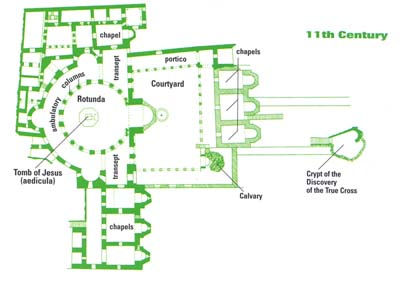 11th Century
chapel
transept
portico
chapels
columns
ambulatory
Rotunda
Courtyard
Tomb of Jesus
(aedicula)
transept
Calvary
chapels
Crypt of the
Discovery
of the True Cross